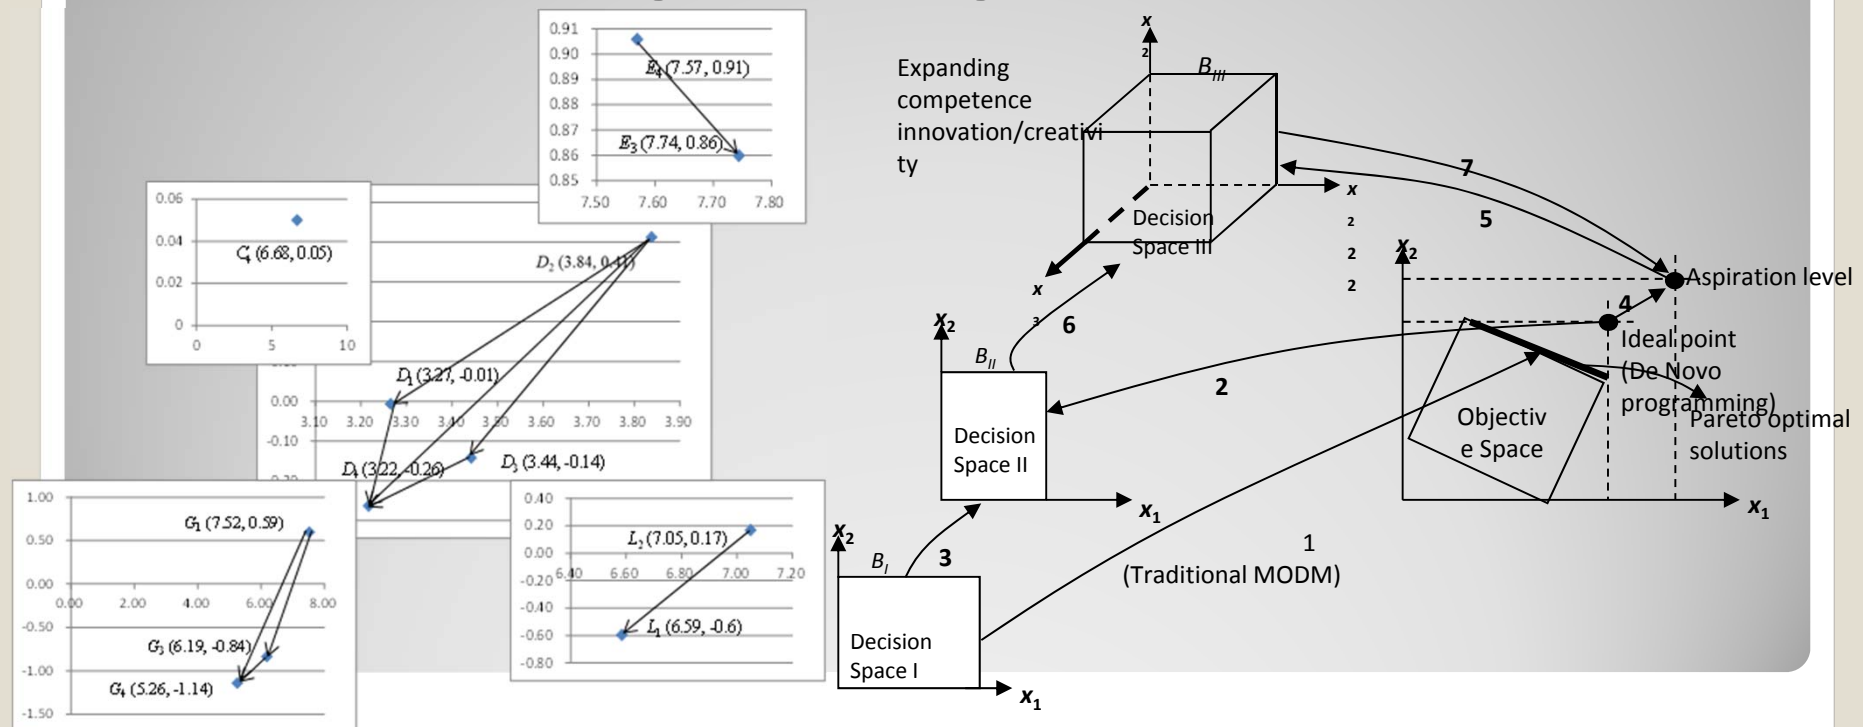 0.91
0.90
0.89
0.88
0.87
0.86
0.85
7.50 7.60 7.70 7.80
E4 (7.57, 0.91)
E3 (7.74, 0.86)
0.06
0.04
0.02
0
0 5 10
C4 (6.68, 0.05)
D2 (3.84, 0.41)
D1 (3.27, -0.01)
0.00
3.10 3.20 3.30 3.40 3.50 3.60 3.70 3.80 3.90
-0.10
D4 (3.22, -0.26)
D3 (3.44, -0.14)
1.00
0.50
0.00
0.00 2.00 4.00 6.00 8.00
-0.50
-1.00
-1.50
G1 (7.52, 0.59)
G3 (6.19, -0.84)
G4 (5.26, -1.14)
0.40
0.20
0.00
-0.20
6.40 6.60 6.80 7.00 7.20
-0.40
-0.60
-0.80
L2 (7.05, 0.17)
L1 (6.59, -0.6)
Expanding
competence
innovation/creativi
ty
x
2
BIII
Decision
Space III
x
2
2
2
x
3
7
5
6
x2
BII
Decision
Space II
x1
2
x2
BI
3
Decision
Space I
x1
1
(Traditional MODM)
x2
Aspiration level
4
Ideal point
(De Novo
programming)
Pareto optimal
solutions
Objectiv
e Space
x1